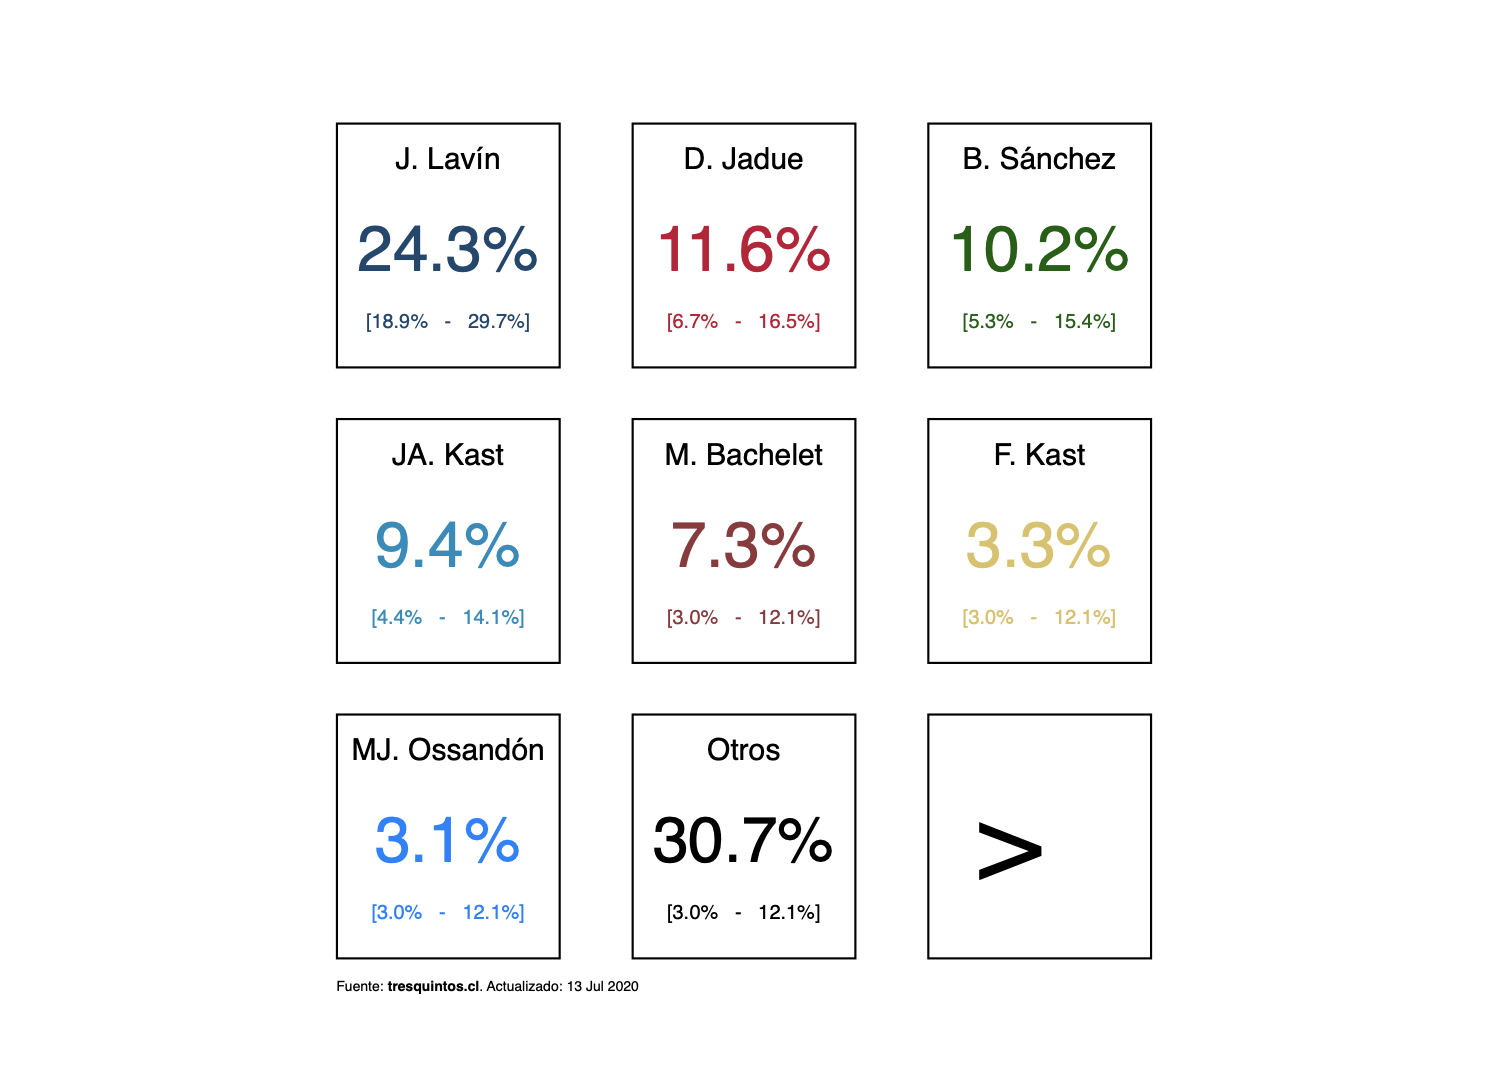 J. Lavín
24.3%
[18.9% - 29.7%]
D. Jadue
11.6%
[6.7% - 16.5%]
B. Sánchez
10.2%
[5.3% - 15.4%]
JA. Kast
9.4%
[4.4% - 14.1%]
M. Bachelet
7.3%
[3.0% - 12.1%]
F. Kast
3.3%
[3.0% - 12.1%]
MJ. Ossandón
3.1%
[3.0% - 12.1%]
Otros
30.7%
[3.0% - 12.1%]
>
Fuente: tresquintos.cl. Actualizado: 13 Jul 2020